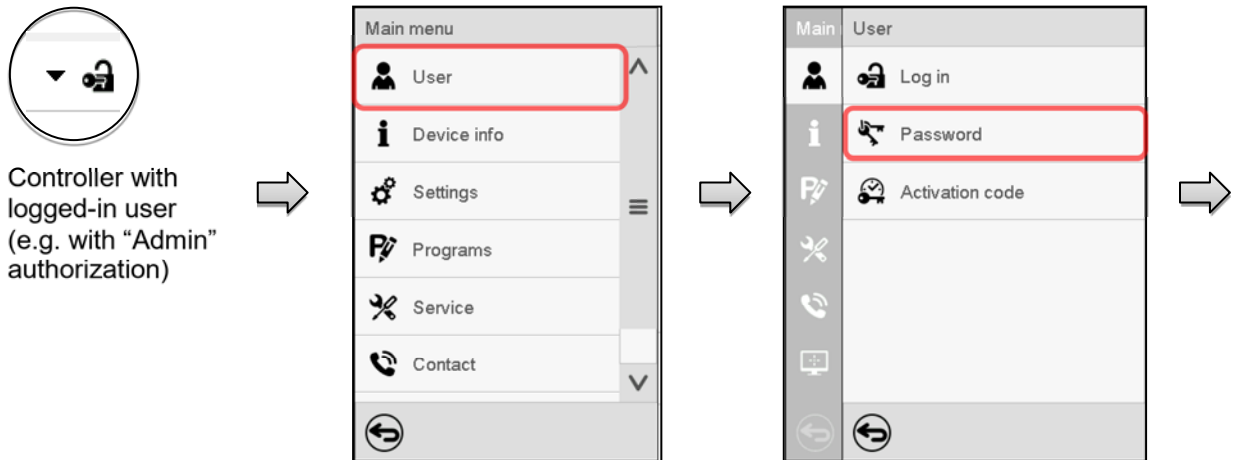 Controller with
logged-in user
(e.g. with “Admin”
authorization)
Main menu
User
Device info
Settings
Programs
Service
Contact
Main
User
Log in
Password
Activation code